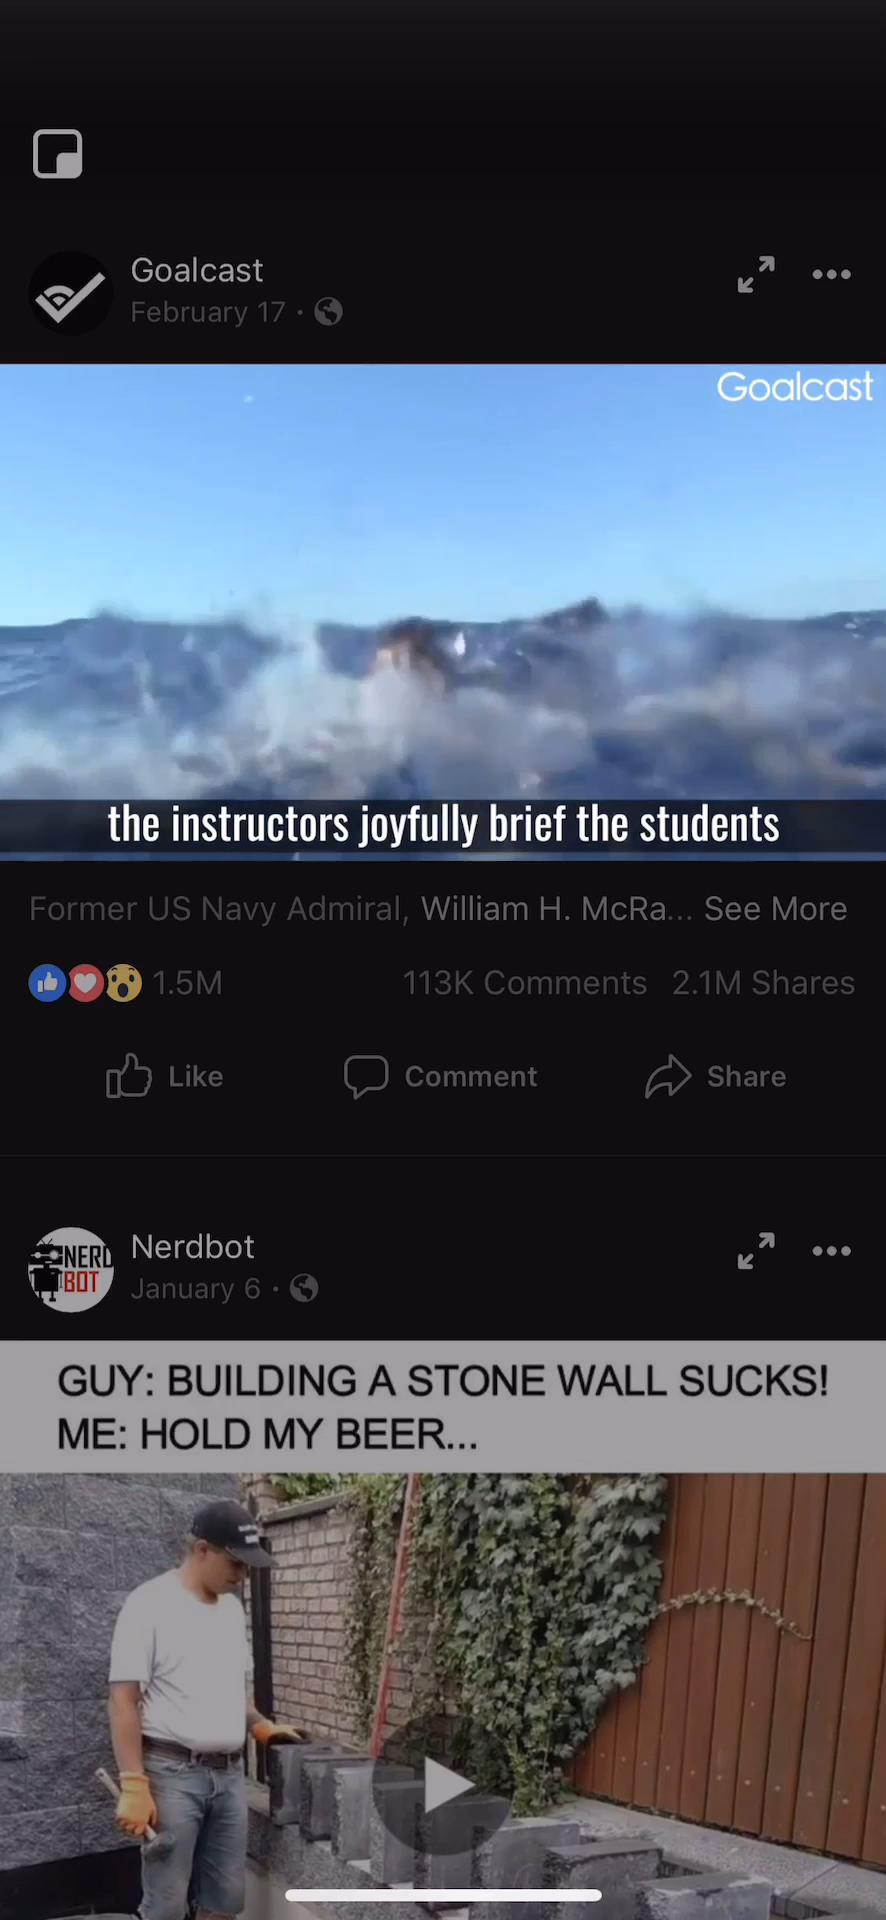 Goalcast
February 17 ·
Goalcast
the instructors joyfully brief the students
Former US Navy Admiral, William H. McRa... See More
1.5M 113K Comments 2.1M Shares
Like Comment Share
NERD
BOT
Nerdbot
January 6 ·
GUY: BUILDING A STONE WALL SUCKS!
ME: HOLD MY BEER...